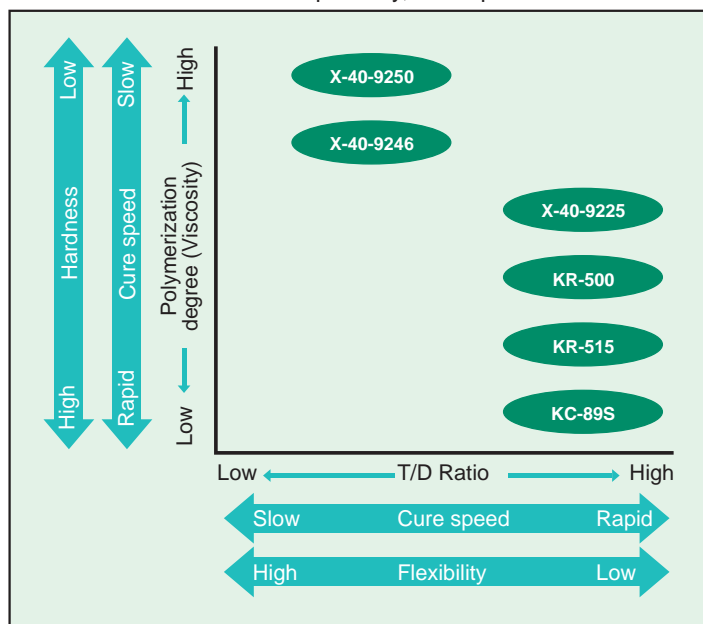 Low
Hardness
High
Slow
Cure speed
Rapid
High
Polymerization
degree (Viscosity)
Low
X-40-9250
X-40-9246
X-40-9225
KR-500
KR-515
KC-89S
Low T/D Ratio High
Slow Cure speed Rapid
High Flexibility Low